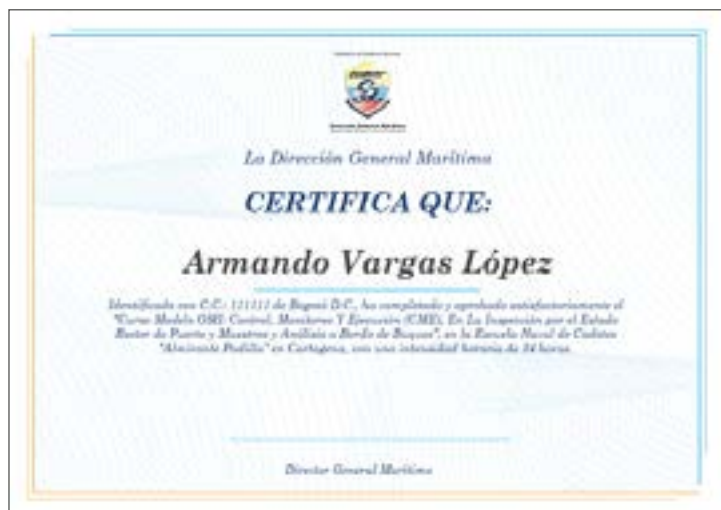 La Dirección General Marítima
CERTIFICA QUE:
Armando Vargas López
Identificado con C.C.: 111111 de Bogotá D.C., ha completado y aprobado satisfactoriamente el
"Curso Modelo OMI: Control, Monitoreo Y Ejecución (CME), En La Inspección por el Estado
Rector de Puerto y Muestreo y Análisis a Bordo de Buques", en la Escuela Naval de Cadetes
"Almirante Padilla" en Cartagena, con una intensidad horaria de 24 horas.
Director General Marítimo